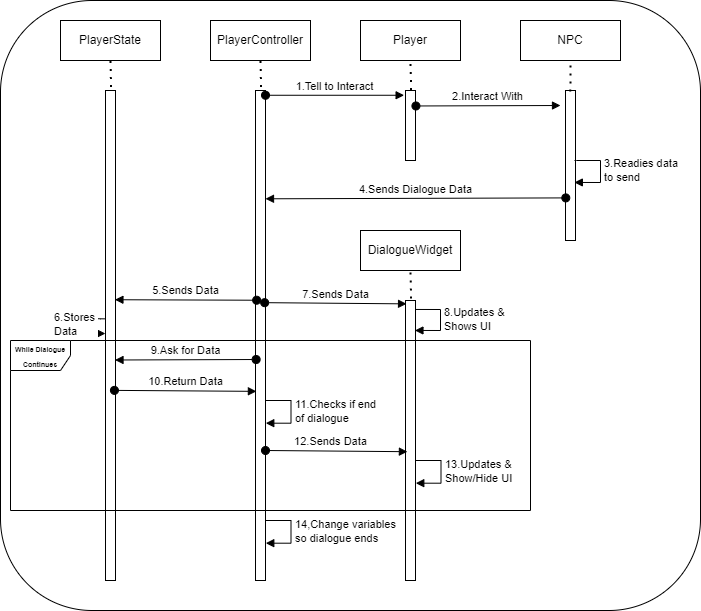 PlayerState
PlayerController
Player
NPC
1.Tell to Interact
2.Interact With
3.Readies data
to send
4.Sends Dialogue Data
DialogueWidget
5.Sends Data
7.Sends Data
6.Stores
Data
8.Updates &
Shows UI
While Dialogue
Continues
9.Ask for Data
10.Return Data
11.Checks if end
of dialogue
12.Sends Data
13.Updates &
Show/Hide UI
14,Change variables
so dialogue ends